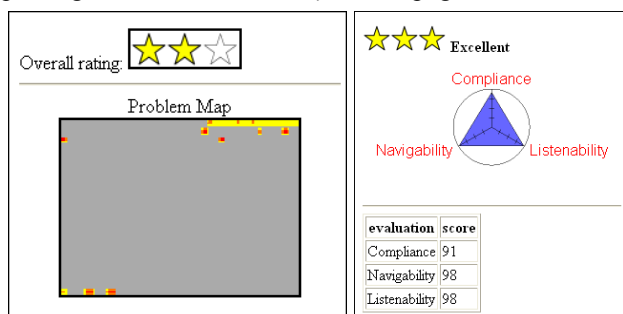 Overall rating:
Problem Map
Excellent
Compliance
Navigability
Listenability
evaluation score
Compliance 91
Navigability 98
Listenability 98